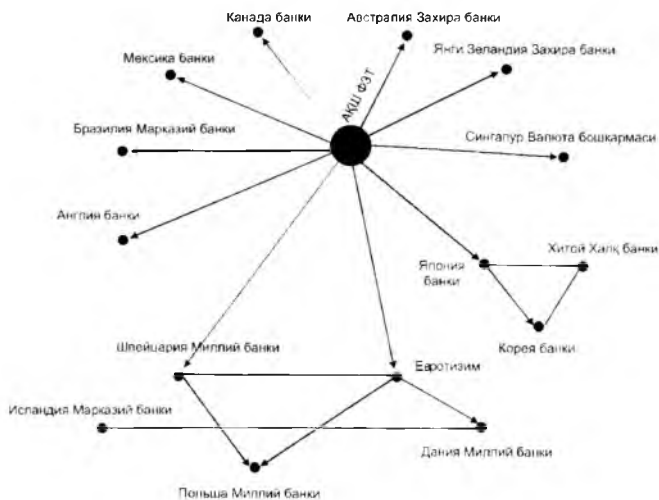 Канада банки
Австралия Захира банки
Мексика банки
Янги Зеландия Захира банки
АҚШ ФЗТ
Бразилия Марказий банки
Сингапур Валюта бошкармаси
Англия банки
Хитой Халқ банки
Япония
банки
Корея банки
Швейцария Миллий банки
Евротизим
Исландия Марказий банки
Дания Миллий банки
Польша Миллий банки